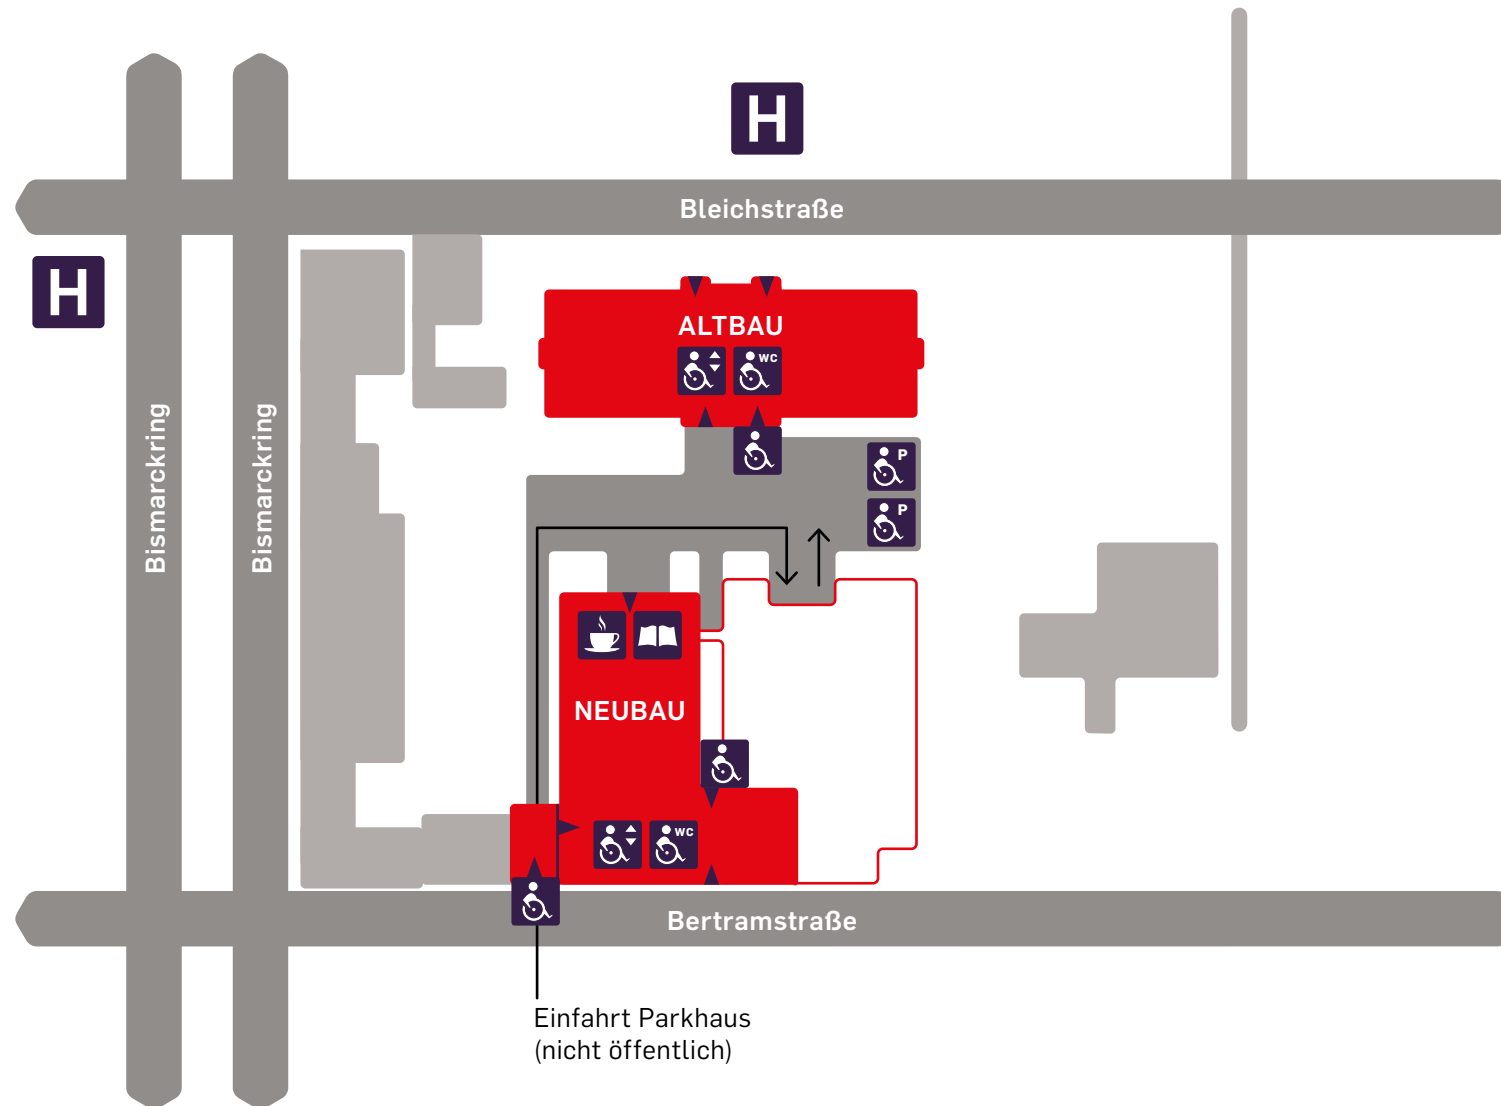 H
Bleichstraße
H
ALTBAU
WC
Bismarckring
Bismarckring
P
P
NEUBAU
WC
Bertramstraße
Einfahrt Parkhaus
(nicht öffentlich)